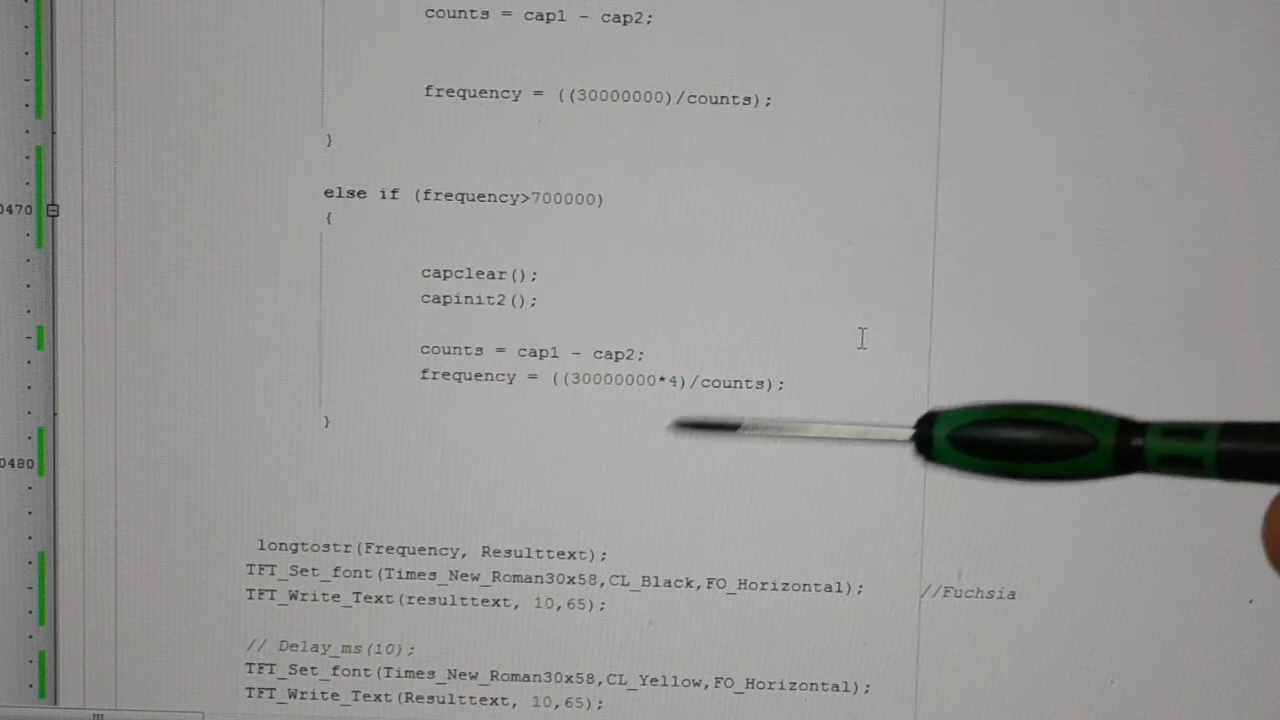 counts = cap1 - cap2;
frequency = ((30000000)/counts);
}
else if (frequency>700000)
0470
{
capclear();
capinit2();
counts = cap1 - cap2;
frequency = ((30000000*4)/counts);
}
0480
longtostr(Frequency, Resulttext);
TFT_Set_font(Times_New_Roman30x58,CL_Black,FO_Horizontal); //Fuchsia
TFT_Write_Text(resulttext, 10,65);
// Delay_ms(10);
TFT_Set_font(Times_New_Roman30x58,CL_Yellow,FO_Horizontal);
TFT_Write_Text(Resulttext, 10,65);